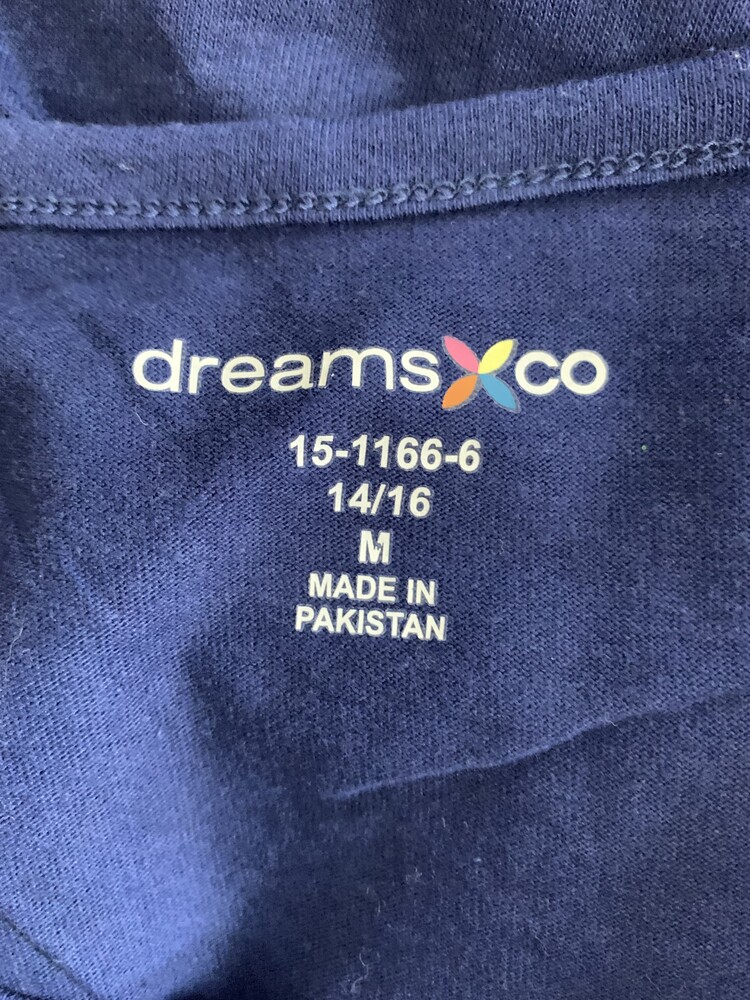 dreams co
15-1166-6
14/16
M
MADE IN
PAKISTAN